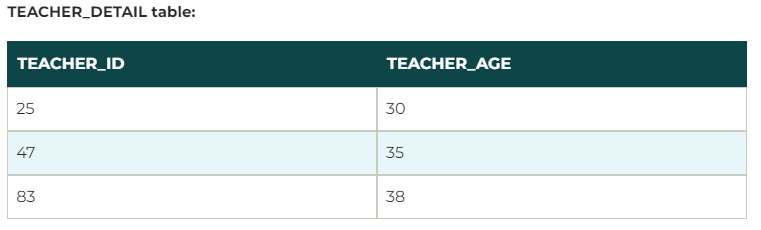 TEACHER_DETAIL table:
TEACHER_ID TEACHER_AGE
25 30
47 35
83 38